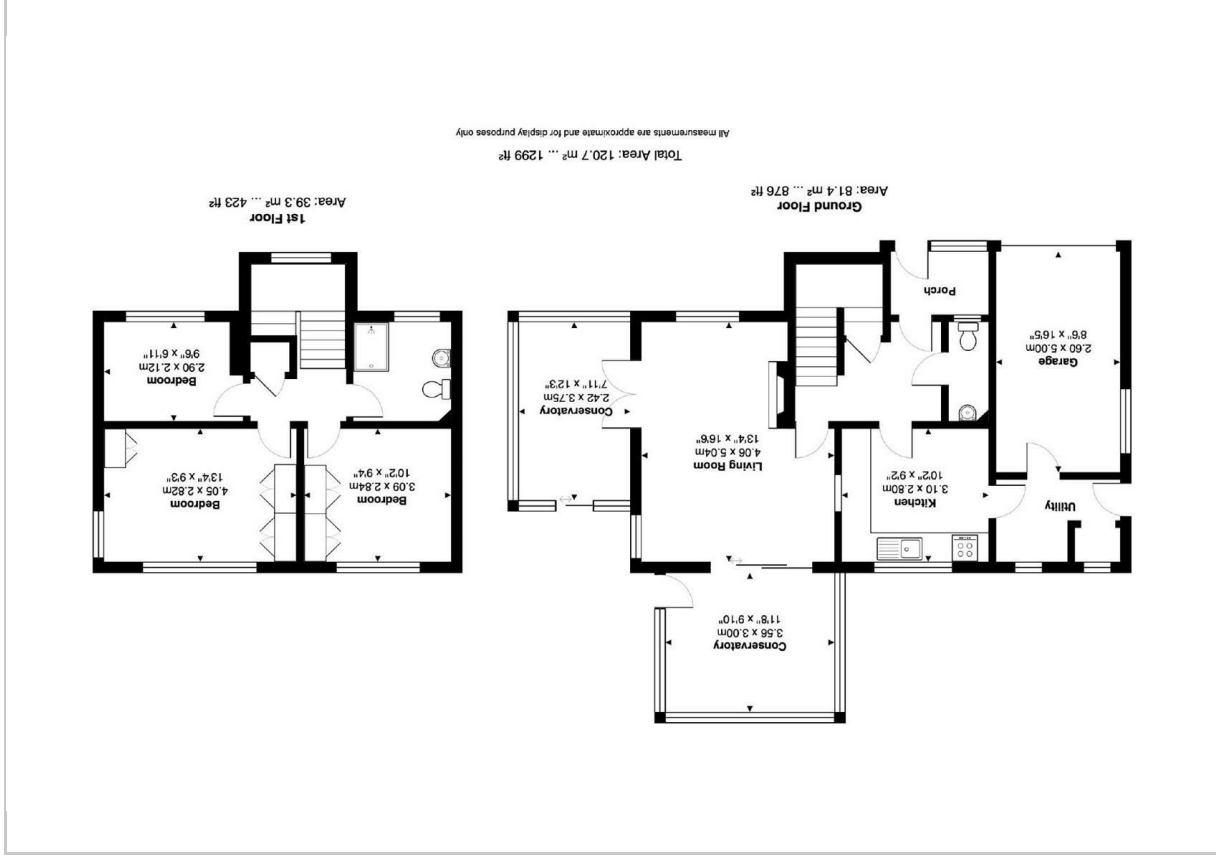 Conservatory
3.56 x 3.00m
11'8" x 9'10"
Utility
Kitchen
3.10 x 2.80m
10'2" x 9'2"
Living Room
4.06 x 5.04m
13'4" x 16'6"
Conservatory
2.42 x 3.75m
7'11" x 12'3"
Garage
2.60 x 5.00m
8'6" x 16'5"
Porch
Ground Floor
Area: 81.4 m² ... 876 ft²
Bedroom
3.09 x 2.84m
10'2" x 9'4"
Bedroom
4.05 x 2.82m
13'4" x 9'3"
Bedroom
2.90 x 2.12m
9'6" x 6'11"
1st Floor
Area: 39.3 m² ... 423 ft²
Total Area: 120.7 m² ... 1299 ft²
All measurements are approximate and for display purposes only